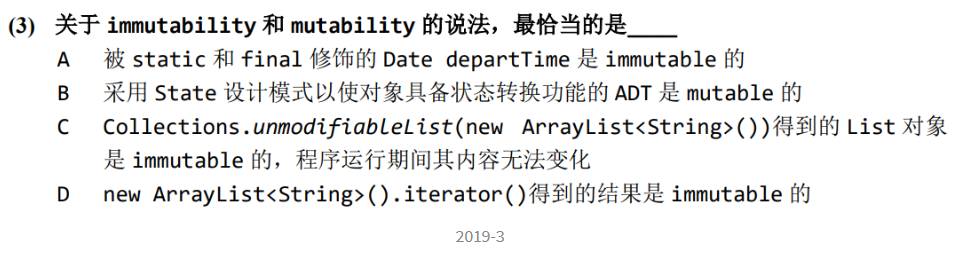 (3) 关于 immutability 和 mutability 的说法，最恰当的是____
A 被 static 和 final 修饰的 Date departTime 是 immutable 的
B 采用 State 设计模式以使对象具备状态转换功能的 ADT 是 mutable 的
C Collections.unmodifiableList(new ArrayList<String>())得到的 List 对象
是 immutable 的，程序运行期间其内容无法变化
D new ArrayList<String>().iterator()得到的结果是 immutable 的
2019-3